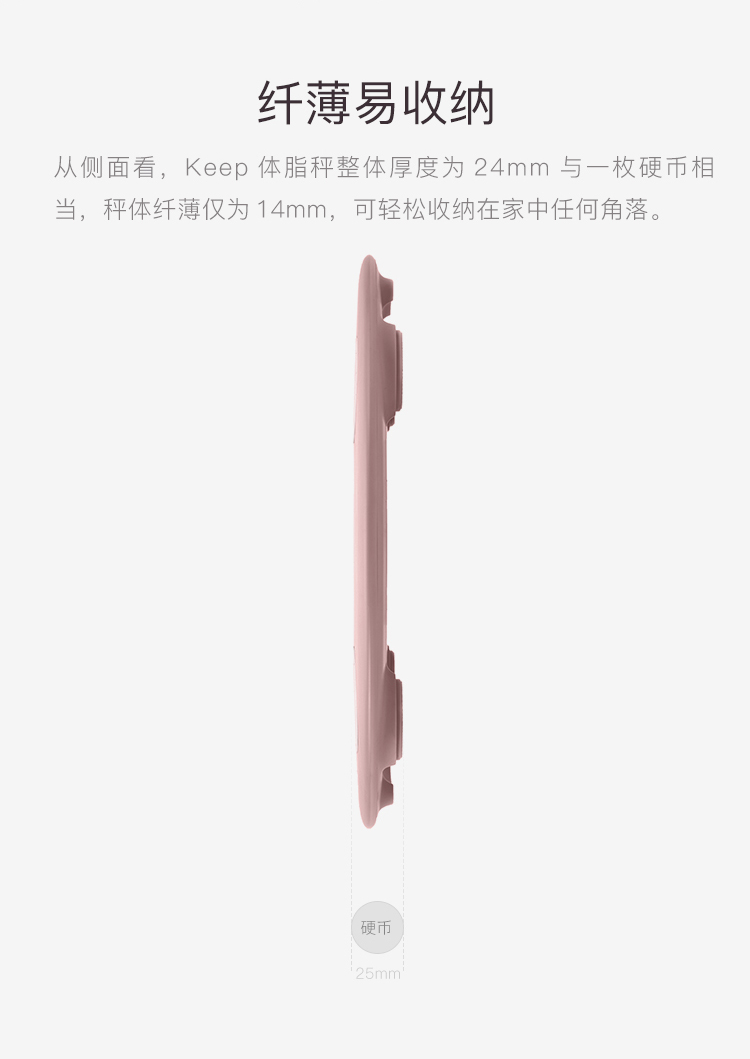 纤薄易收纳
从侧面看，Keep 体脂秤整体厚度为 24mm 与一枚硬币相
当，秤体纤薄仅为 14mm，可轻松收纳在家中任何角落。
硬币
25mm